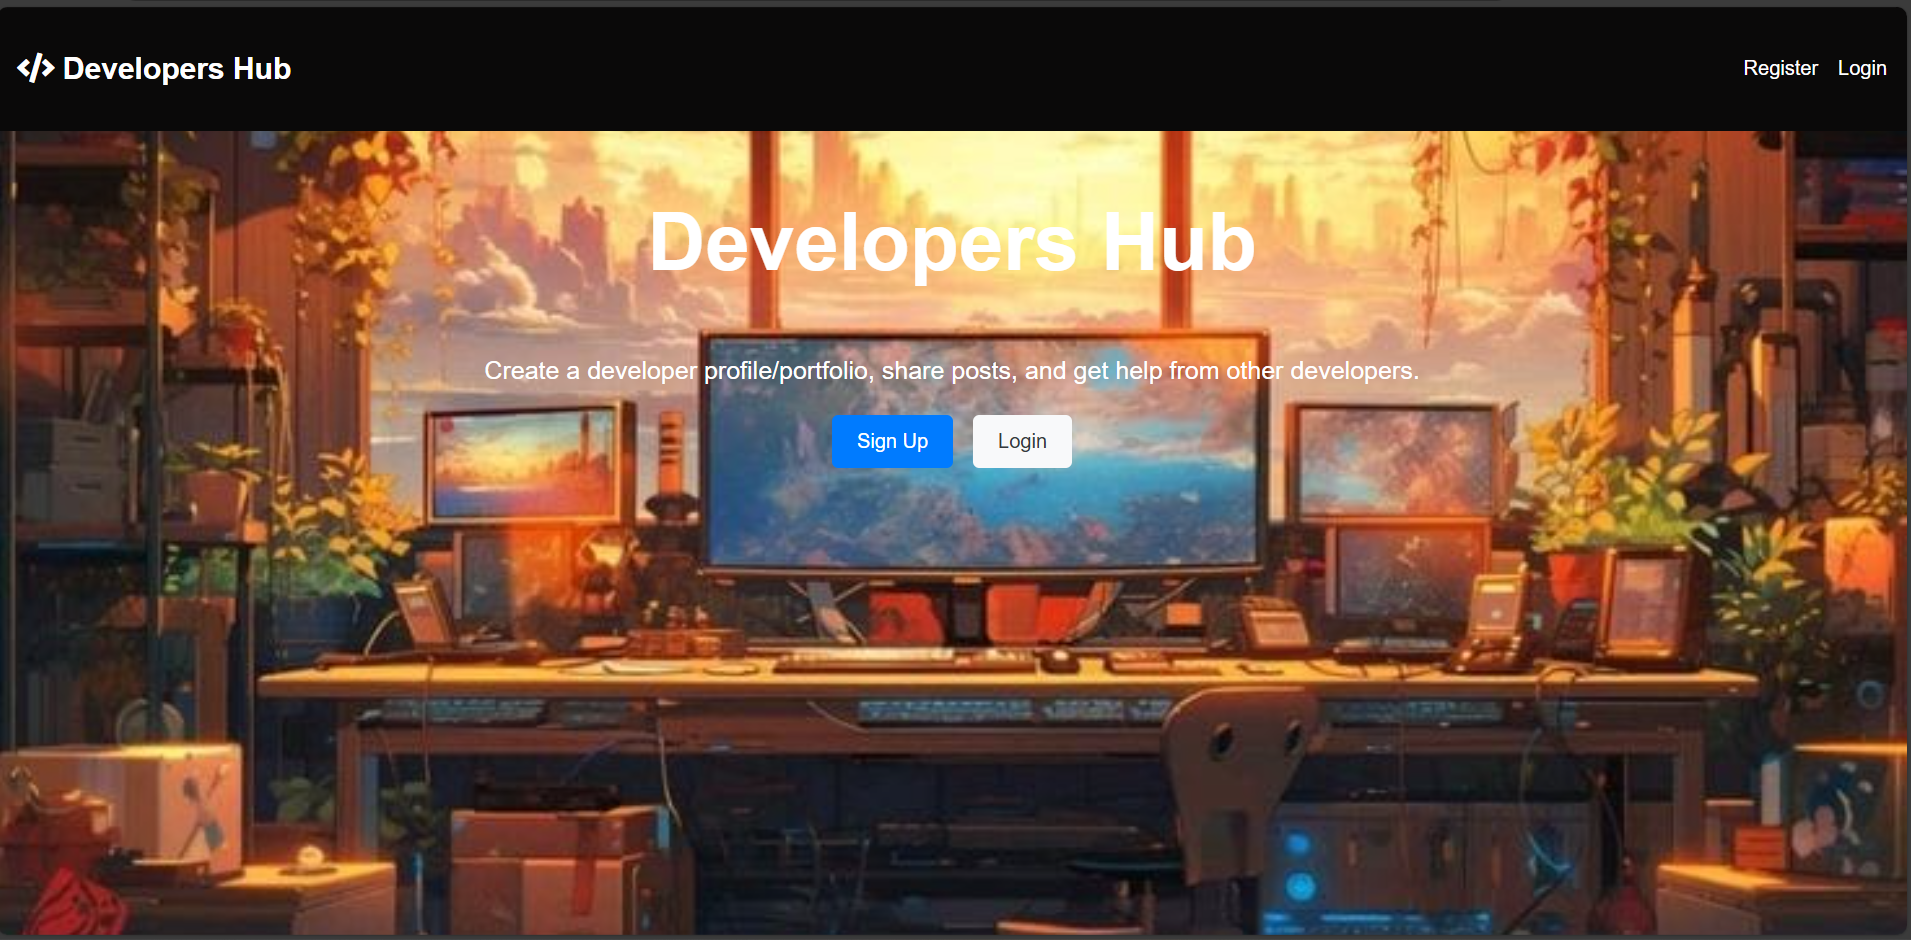 Developers Hub
Register Login
Developers Hub
Create a developer profile/portfolio, share posts, and get help from other developers.
Sign Up Login